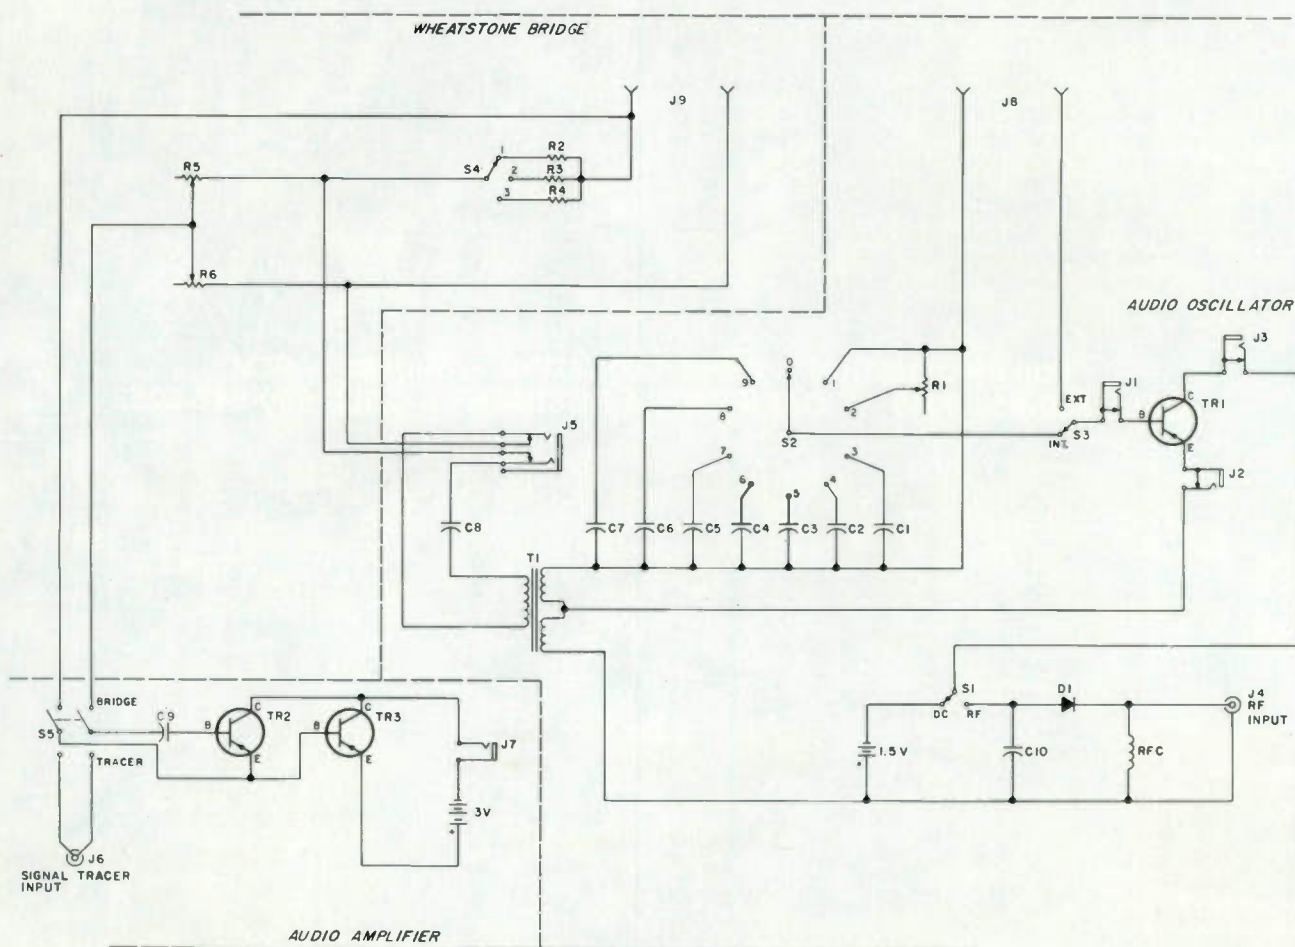 WHEATSTONE BRIDGE
J9
J8
R5
S4
1
R2
2
R3
3
R4
R6
AUDIO OSCILLATOR
J3
0
9
1
R1
J1
TR1
C
8
2
EXT
B
S2
INT.
S3
J5
7
3
E
6
5
4
J2
C8
C7
C6
C5
C4
C3
C2
C1
T1
BRIDGE
C9
B
C
TR2
E
B
C
TR3
E
S5
TRACER
J7
3V
+
J6
SIGNAL TRACER
INPUT
S1
DC
RF
D1
J4
RF
INPUT
1.5V
+
C10
RFC
AUDIO AMPLIFIER